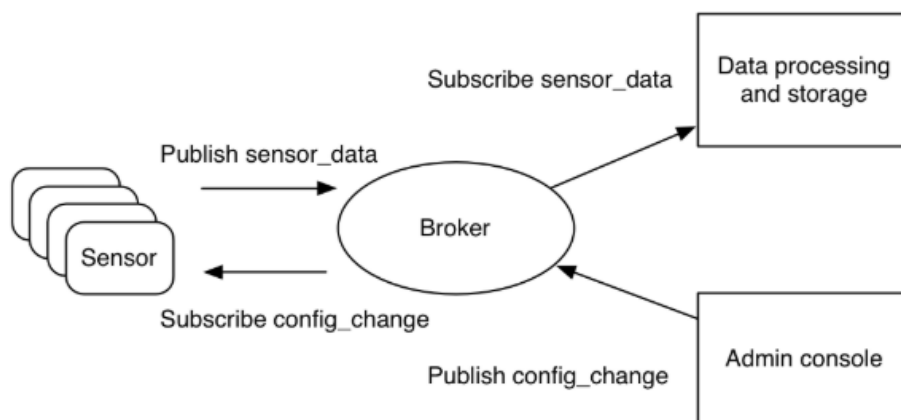 Subscribe sensor_data
Data processing
and storage
Publish sensor_data
Broker
Sensor
Subscribe config_change
Publish config_change
Admin console